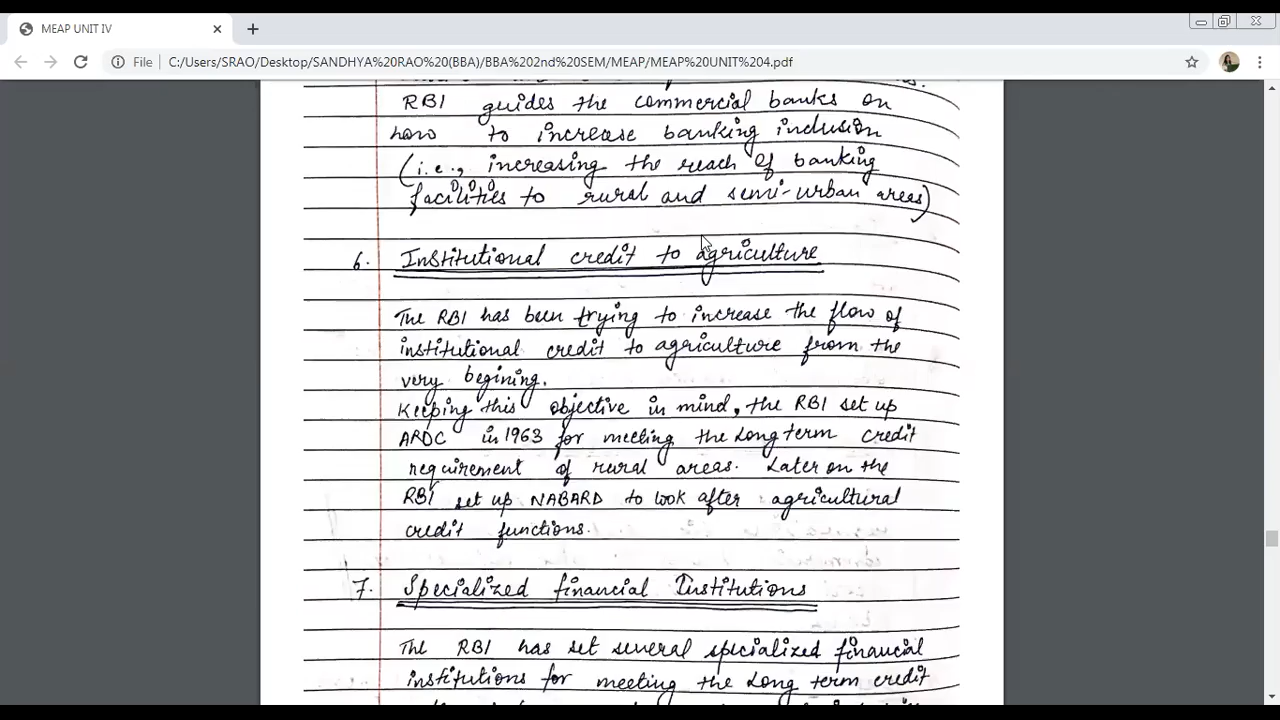 MEAP UNIT IV
File C:/Users/SRAO/Desktop/SANDHYA%20RAO%20(BBA)/BBA%202nd%20SEM/MEAP/MEAP%20UNIT%204.pdf
RBI guides the commercial banks on
how to increase banking inclusion
(i.e., increasing the reach of banking
facilities to rural and semi-urban areas)
6. Institutional credit to agriculture
The RBI has been trying to increase the flow of
institutional credit to agriculture from the
very begining.
Keeping this objective in mind, the RBI set up
ARDC in 1963 for meeting the Long term credit
requirement of rural areas. Later on the
RBI set up NABARD to look after agricultural
credit functions.
7. Specialized financial Institutions
The RBI has set several specialized financial
institutions for meeting the Long term credit